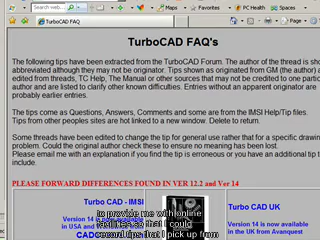 Search web
Mail
My Yahoo!
TurboCAD FAQ
Favorites
PC Health
Spaces
TurboCAD FAQ's
The following tips have been extracted from the TurboCAD Forum. The author of the thread is sho
abbreviated although they may not be originator. Tips shown as originated from GM (the author) a
edited from threads, TC Help, The Manual or other sources that may not be credited to one partic
author and are listed to clarify other known difficulties. Entries without an originator are
probably earlier entries.
The tips come as Questions, Answers, Comments and some are from the IMSI Help/Tip files.
Tips from other peoples sites are not linked to a new window. Delete to return.
Some threads have been edited to change the tip for general use rather that for a specific drawin
problem. Could the original author check these to ensure no meaning has been lost.
Please email me with an explanation if you find the tip is erroneous or you have an additional tip
include.
PLEASE FORWARD DIFFERENCES FOUND IN VER 12.2 and Ver 14
Turbo CAD - IMSI
Turbo CAD UK
Version 14 is now
in USA and
Version 14 is now available
in the UK from Avanquest
to provide me with online
facilities so that I could
record tips that I pick up from